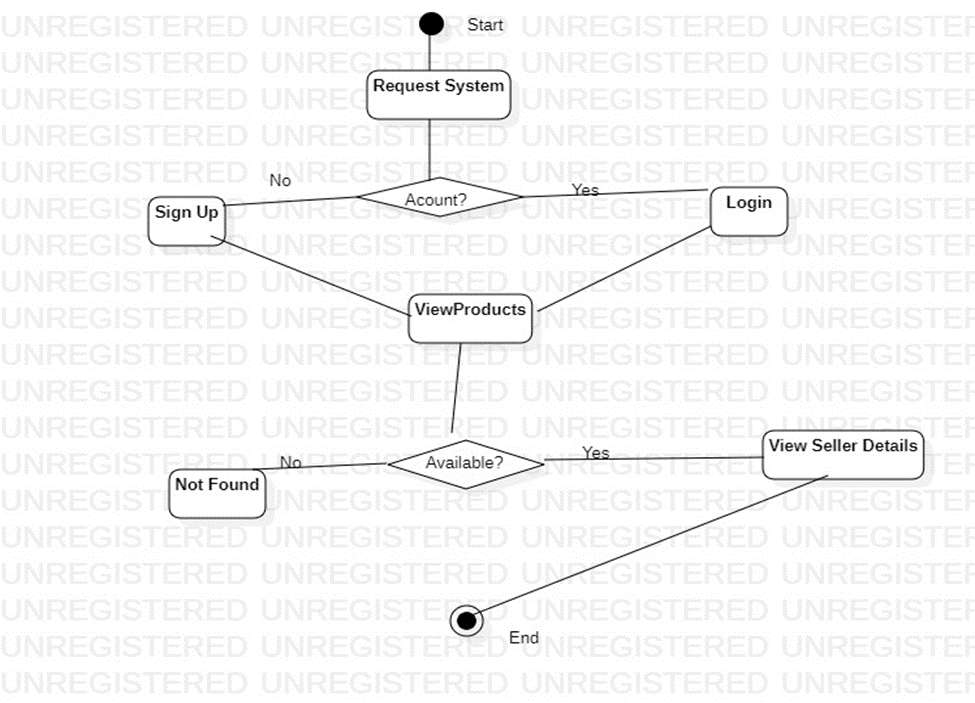 Start
Request System
No
Acount?
Yes
Sign Up
Login
ViewProducts
No
Available?
Yes
View Seller Details
Not Found
End
UNREGISTERED